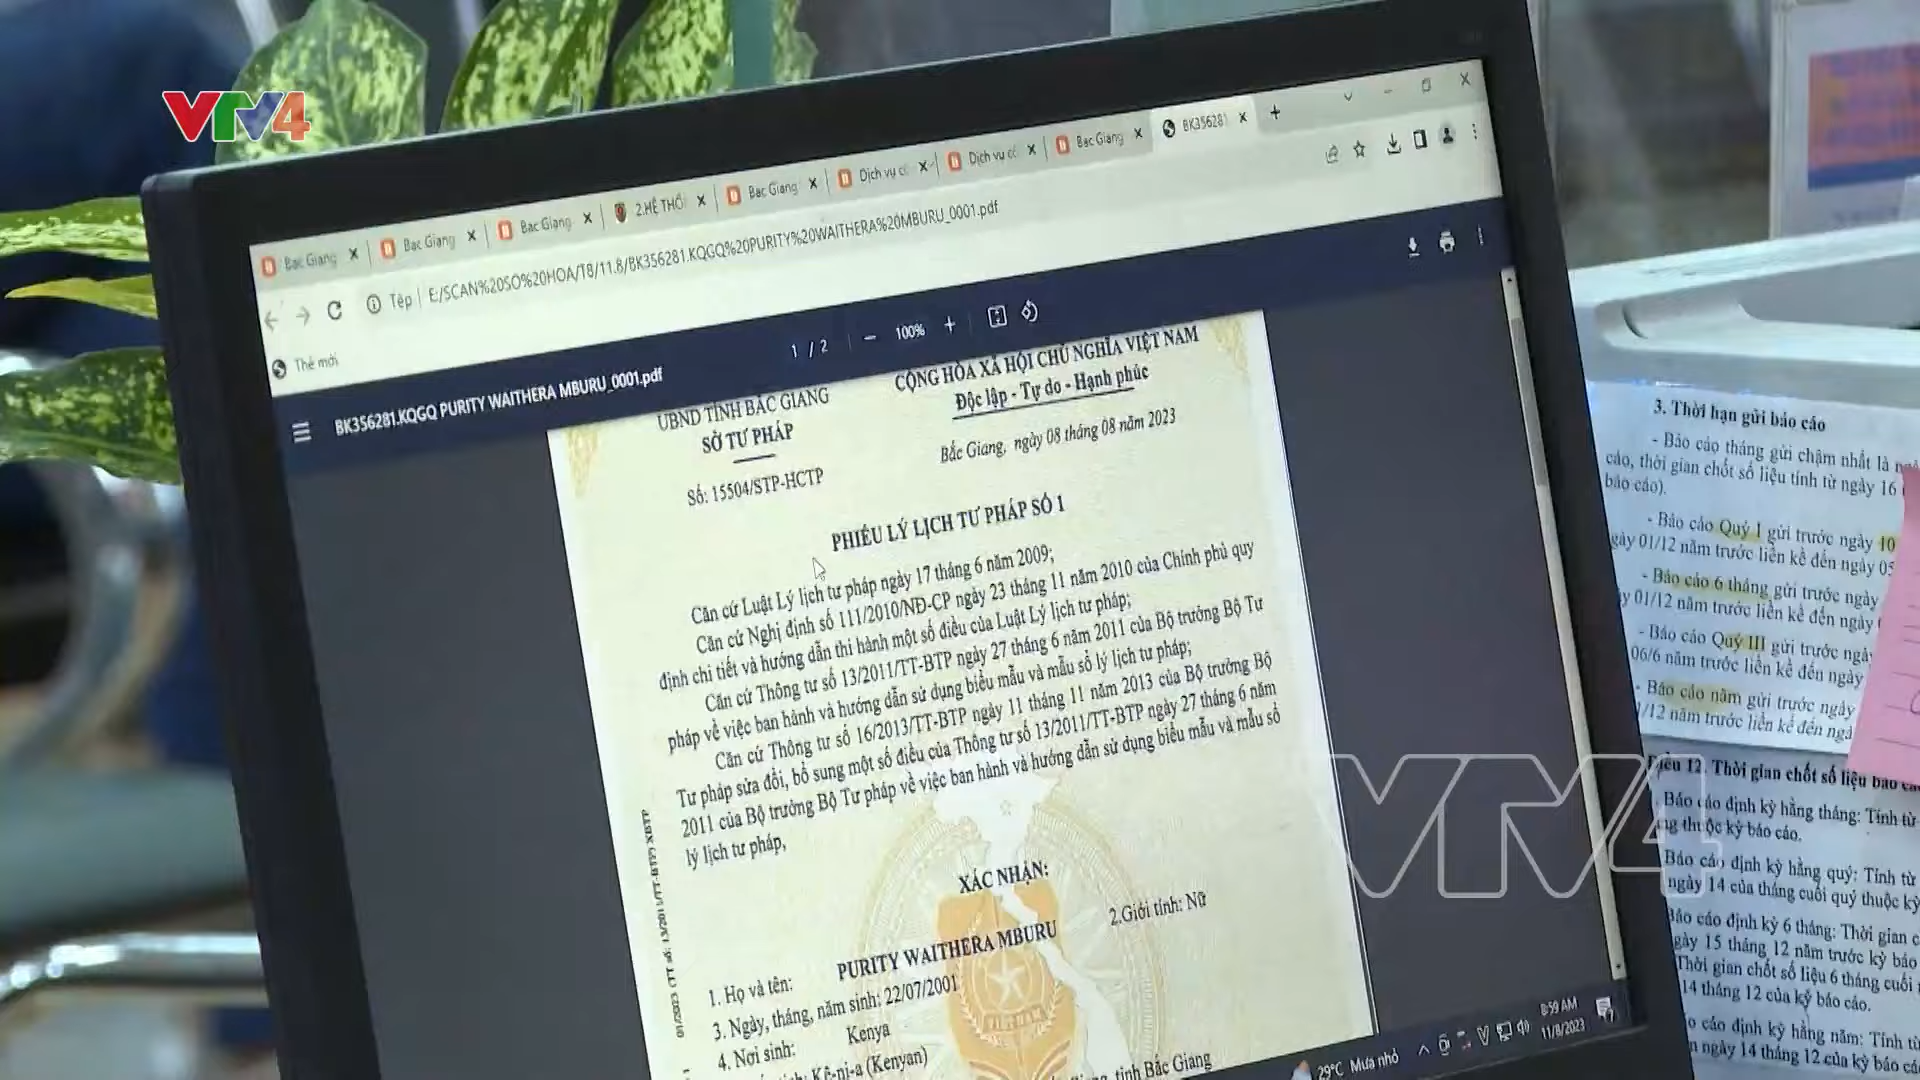 VTV4
Bac Giang
Bac Giang
Bac Giang
2.HỆ THỐ
Bac Giang
Dịch vụ cô
Dịch vụ cô
Bac Giang
BK356281
Tệp | E:/SCAN%20SO%20HOA/T8/11.8/BK356281.KQGQ%20PURITY%20WAITHERA%20MBURU_0001.pdf
Thẻ mới
BK356281.KQGQ PURITY WAITHERA MBURU_0001.pdf
1 / 2
100%
UBND TỈNH BẮC GIANG
SỞ TƯ PHÁP
Số: 15504/STP-HCTP
CỘNG HÒA XÃ HỘI CHỦ NGHĨA VIỆT NAM
Độc lập - Tự do - Hạnh phúc
Bắc Giang, ngày 08 tháng 08 năm 2023
PHIẾU LÝ LỊCH TƯ PHÁP SỐ 1
Căn cứ Luật Lý lịch tư pháp ngày 17 tháng 6 năm 2009;
Căn cứ Nghị định số 111/2010/NĐ-CP ngày 23 tháng 11 năm 2010 của Chính phủ quy
định chi tiết và hướng dẫn thi hành một số điều của Luật Lý lịch tư pháp;
Căn cứ Thông tư số 13/2011/TT-BTP ngày 27 tháng 6 năm 2011 của Bộ trưởng Bộ Tư
pháp về việc ban hành và hướng dẫn sử dụng biểu mẫu và mẫu sổ lý lịch tư pháp;
Căn cứ Thông tư số 16/2013/TT-BTP ngày 11 tháng 11 năm 2013 của Bộ trưởng Bộ
Tư pháp sửa đổi, bổ sung một số điều của Thông tư số 13/2011/TT-BTP ngày 27 tháng 6 năm
2011 của Bộ trưởng Bộ Tư pháp về việc ban hành và hướng dẫn sử dụng biểu mẫu và mẫu sổ
lý lịch tư pháp,
XÁC NHẬN:
1. Họ và tên: PURITY WAITHERA MBURU 2.Giới tính: Nữ
3. Ngày, tháng, năm sinh: 22/07/2001
4. Nơi sinh: Kenya
Kê-ni-a (Kenyan)
tỉnh Bắc Giang
VIỆT NAM
29°C Mưa nhỏ
8:59 AM
11/8/2023
3. Thời hạn gửi báo cáo
- Báo cáo tháng gửi chậm nhất là
cáo, thời gian chốt số liệu tính từ ngày 16
báo cáo).
- Báo cáo Quý I gửi trước ngày 10
gày 01/12 năm trước liền kề đến ngày 05
- Báo cáo 6 tháng gửi trước ngày
y 01/12 năm trước liền kề đến ngày
- Báo cáo Quý III gửi trước ngày
06/6 năm trước liền kề đến ngày
- Báo cáo năm gửi trước ngày
/12 năm trước liền kề đến ngà
Điều 12. Thời gian chốt số liệu báo cá
Báo cáo định kỳ hằng tháng: Tính từ
ng thuộc kỳ báo cáo.
Báo cáo định kỳ hằng quý: Tính từ
ngày 14 của tháng cuối quý thuộc kỳ
Báo cáo định kỳ 6 tháng: Thời gian c
gày 15 tháng 12 năm trước kỳ báo
Thời gian chốt số liệu 6 tháng cuối
14 tháng 12 của kỳ báo cáo.
o cáo định kỳ hằng năm: Tính từ
n ngày 14 tháng 12 của kỳ báo cá
VTV4